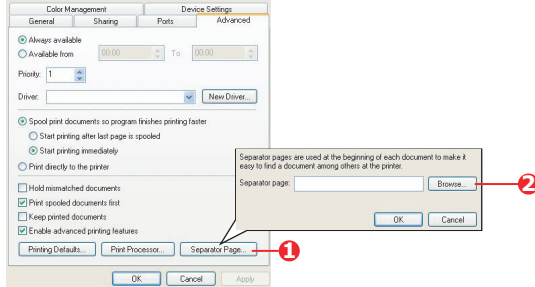 Color Management Device Settings
General Sharing Ports Advanced
Always available
Available from 00:00 To 00:00
Priority: 1
Driver: New Driver...
Spool print documents so program finishes printing faster
Start printing after last page is spooled
Start printing immediately
Print directly to the printer
Hold mismatched documents
Print spooled documents first
Keep printed documents
Enable advanced printing features
Printing Defaults... Print Processor... Separator Page... 1
OK Cancel Apply
Separator pages are used at the beginning of each document to make it
easy to find a document among others at the printer.
Separator page: Browse... 2
OK Cancel